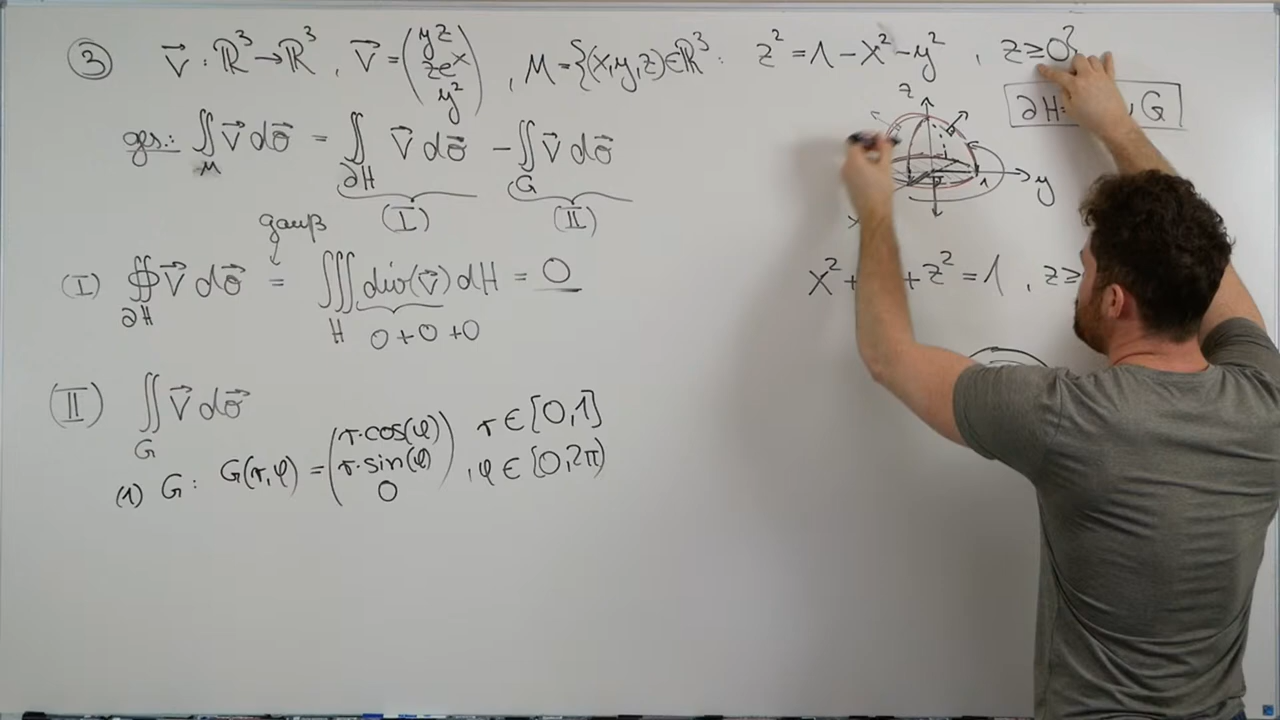 ③ v⃗ : ℝ³ → ℝ³ , v⃗ = (yz zeˣ y²) , M = {(x,y,z) ∈ ℝ³ : z² = 1 − x² − y² , z ≥ 0}
ges: ∬_M v⃗ dσ⃗ = ∬_∂H v⃗ dσ⃗ − ∬_G v⃗ dσ⃗
∂H: , G
(I) (II)
z
y
1
gauß
(I) ∯_∂H v⃗ dσ⃗ = ∭_H div(v⃗) dH = 0
0+0+0
x² + + z² = 1 , z ≥
(II) ∬_G v⃗ dσ⃗
(1) G: G(r,φ) = (r·cos(φ) r·sin(φ) 0) , r ∈ [0,1] , φ ∈ [0,2π)